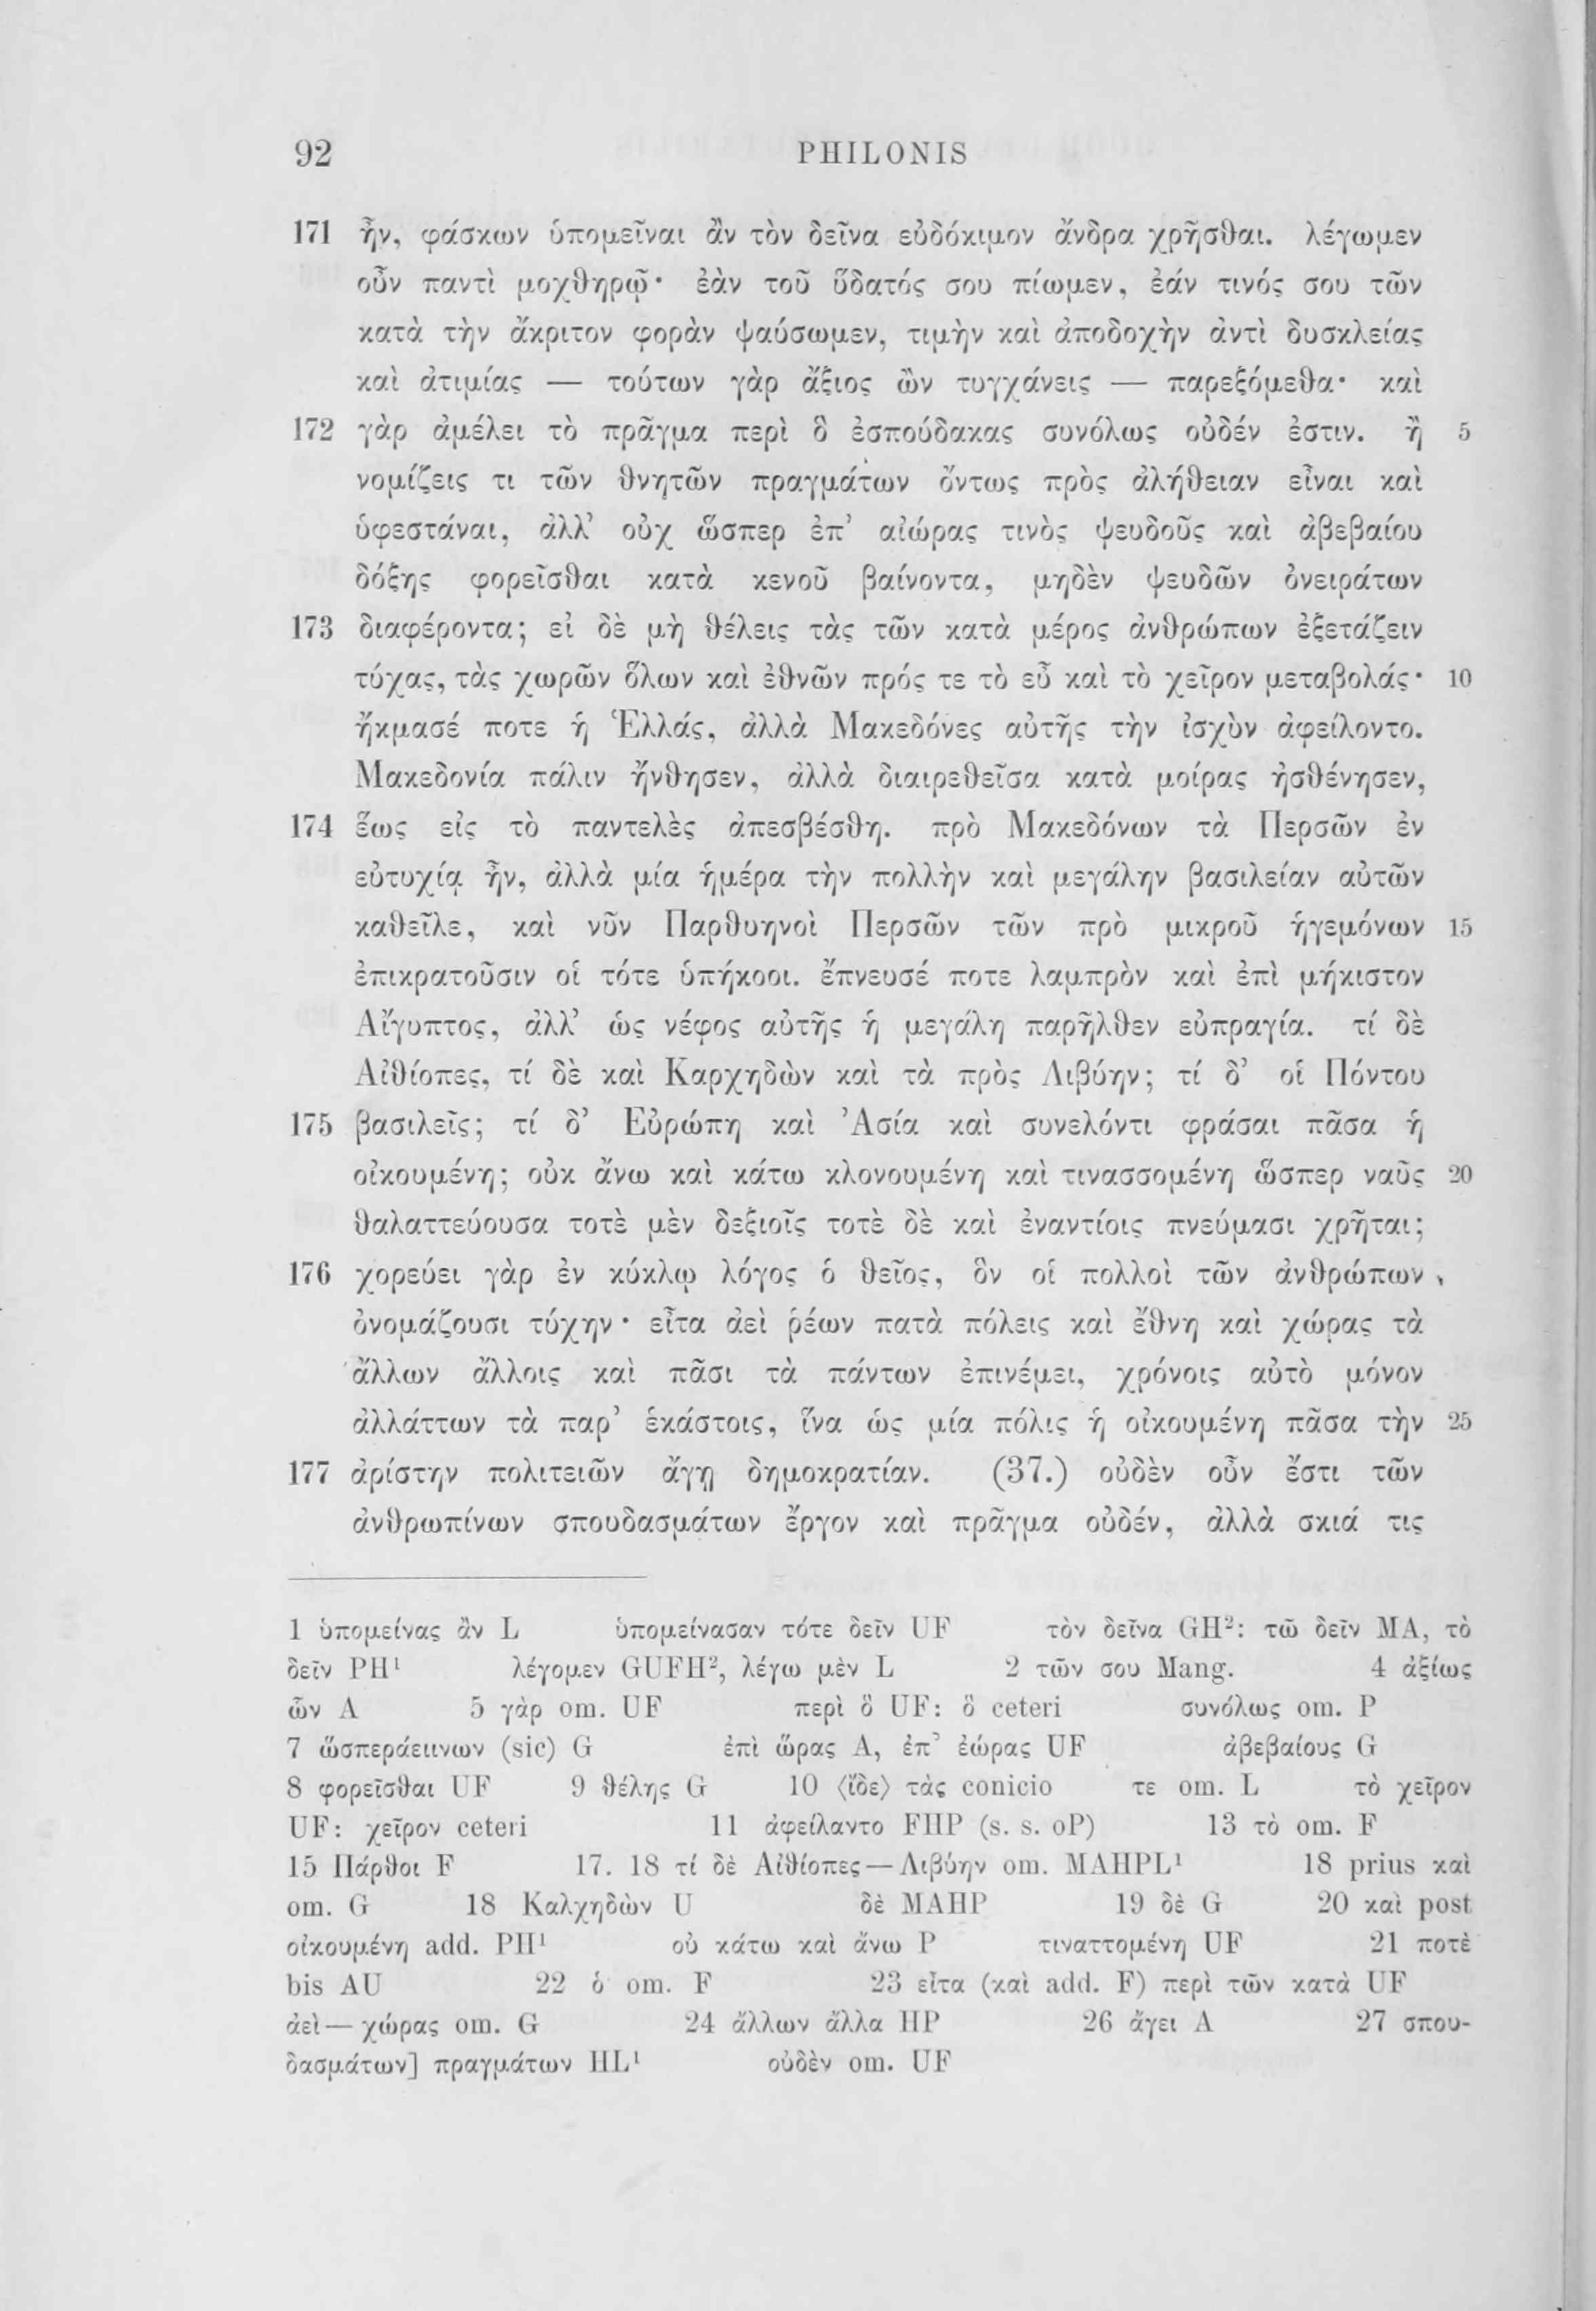 92 PHILONIS
171 ἦν, φάσκων ὑπομεῖναι ἂν τὸν δεῖνα εὐδόκιμον ἄνδρα χρῆσθαι. λέγωμεν
οὖν παντὶ μοχθηρῷ· ἐὰν τοῦ ὕδατός σου πίωμεν, ἐάν τινός σου τῶν
κατὰ τὴν ἄκριτον φορὰν ψαύσωμεν, τιμὴν καὶ ἀποδοχὴν ἀντὶ δυσκλείας
καὶ ἀτιμίας — τούτων γὰρ ἄξιος ὢν τυγχάνεις — παρεξόμεθα· καὶ
172 γὰρ ἀμέλει τὸ πρᾶγμα περὶ ὃ ἐσπούδακας συνόλως οὐδέν ἐστιν. ἢ 5
νομίζεις τι τῶν θνητῶν πραγμάτων ὄντως πρὸς ἀλήθειαν εἶναι καὶ
ὑφεστάναι, ἀλλ’ οὐχ ὥσπερ ἐπ’ αἰώρας τινὸς ψευδοῦς καὶ ἀβεβαίου
δόξης φορεῖσθαι κατὰ κενοῦ βαίνοντα, μηδὲν ψευδῶν ὀνειράτων
173 διαφέροντα; εἰ δὲ μὴ θέλεις τὰς τῶν κατὰ μέρος ἀνθρώπων ἐξετάζειν
τύχας, τὰς χωρῶν ὅλων καὶ ἐθνῶν πρός τε τὸ εὖ καὶ τὸ χεῖρον μεταβολάς· 10
ἤκμασέ ποτε ἡ Ἑλλάς, ἀλλὰ Μακεδόνες αὐτῆς τὴν ἰσχὺν ἀφείλοντο.
Μακεδονία πάλιν ἤνθησεν, ἀλλὰ διαιρεθεῖσα κατὰ μοίρας ἠσθένησεν,
174 ἕως εἰς τὸ παντελὲς ἀπεσβέσθη. πρὸ Μακεδόνων τὰ Περσῶν ἐν
εὐτυχίᾳ ἦν, ἀλλὰ μία ἡμέρα τὴν πολλὴν καὶ μεγάλην βασιλείαν αὐτῶν
καθεῖλε, καὶ νῦν Παρθυηνοὶ Περσῶν τῶν πρὸ μικροῦ ἡγεμόνων 15
ἐπικρατοῦσιν οἱ τότε ὑπήκοοι. ἔπνευσέ ποτε λαμπρὸν καὶ ἐπὶ μήκιστον
Αἴγυπτος, ἀλλ’ ὡς νέφος αὐτῆς ἡ μεγάλη παρῆλθεν εὐπραγία. τί δὲ
Αἰθίοπες, τί δὲ καὶ Καρχηδὼν καὶ τὰ πρὸς Λιβύην; τί δ’ οἱ Πόντου
175 βασιλεῖς; τί δ’ Εὐρώπη καὶ Ἀσία καὶ συνελόντι φράσαι πᾶσα ἡ
οἰκουμένη; οὐκ ἄνω καὶ κάτω κλονουμένη καὶ τινασσομένη ὥσπερ ναῦς 20
θαλαττεύουσα τοτὲ μὲν δεξιοῖς τοτὲ δὲ καὶ ἐναντίοις πνεύμασι χρῆται;
176 χορεύει γὰρ ἐν κύκλῳ λόγος ὁ θεῖος, ὃν οἱ πολλοὶ τῶν ἀνθρώπων
ὀνομάζουσι τύχην· εἶτα ἀεὶ ῥέων πατὰ πόλεις καὶ ἔθνη καὶ χώρας τὰ
ἄλλων ἄλλοις καὶ πᾶσι τὰ πάντων ἐπινέμει, χρόνοις αὐτὸ μόνον
ἀλλάττων τὰ παρ’ ἑκάστοις, ἵνα ὡς μία πόλις ἡ οἰκουμένη πᾶσα τὴν 25
177 ἀρίστην πολιτειῶν ἄγῃ δημοκρατίαν. (37.) οὐδὲν οὖν ἔστι τῶν
ἀνθρωπίνων σπουδασμάτων ἔργον καὶ πρᾶγμα οὐδέν, ἀλλὰ σκιά τις
1 ὑπομείνας ἂν L ὑπομείνασαν τότε δεῖν UF τὸν δεῖνα GH²: τῶ δεῖν MA, τὸ
δεῖν PH¹ λέγομεν GUFH², λέγω μὲν L 2 τῶν σου Mang. 4 ἀξίως
ὧν A 5 γὰρ om. UF περὶ ὃ UF: ὃ ceteri συνόλως om. P
7 ὥσπεράειινων (sic) G ἐπὶ ὥρας A, ἐπ’ ἐώρας UF ἀβεβαίους G
8 φορεῖσθαι UF 9 θέλῃς G 10 ⟨ἴδε⟩ τὰς conicio τε om. L τὸ χεῖρον
UF: χεῖρον ceteri 11 ἀφείλαντο FHP (s. s. oP) 13 τὸ om. F
15 Πάρθοι F 17. 18 τί δὲ Αἰθίοπες — Λιβύην om. MAHPL¹ 18 prius καὶ
om. G 18 Καλχηδὼν U δὲ MAHP 19 δὲ G 20 καὶ post
οἰκουμένη add. PH¹ οὐ κάτω καὶ ἄνω P τιναττομένη UF 21 ποτὲ
bis AU 22 ὁ om. F 23 εἶτα (καὶ add. F) περὶ τῶν κατὰ UF
ἀεὶ — χώρας om. G 24 ἄλλων ἄλλα HP 26 ἄγει A 27 σπου-
δασμάτων] πραγμάτων HL¹ οὐδὲν om. UF